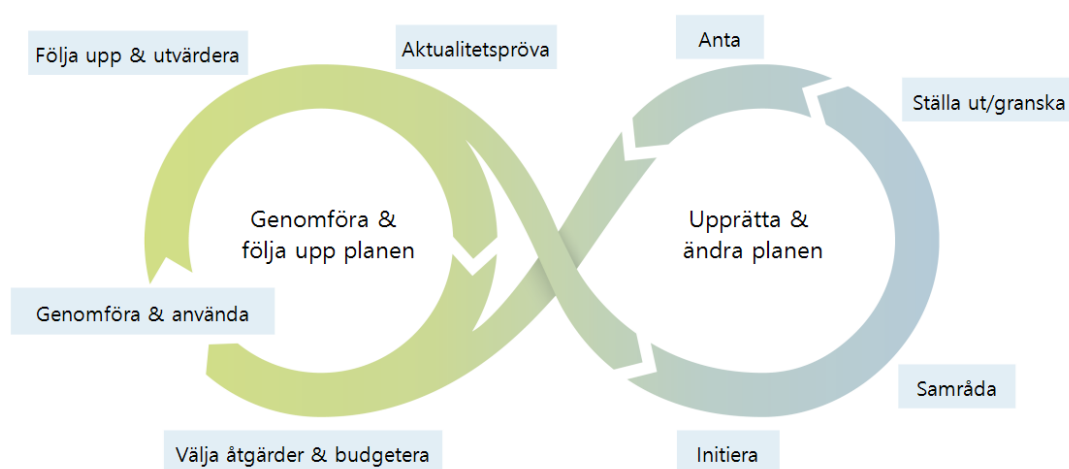 Följa upp & utvärdera
Aktualitetspröva
Anta
Ställa ut/granska
Genomföra &
följa upp planen
Upprätta &
ändra planen
Genomföra & använda
Samråda
Välja åtgärder & budgetera
Initiera